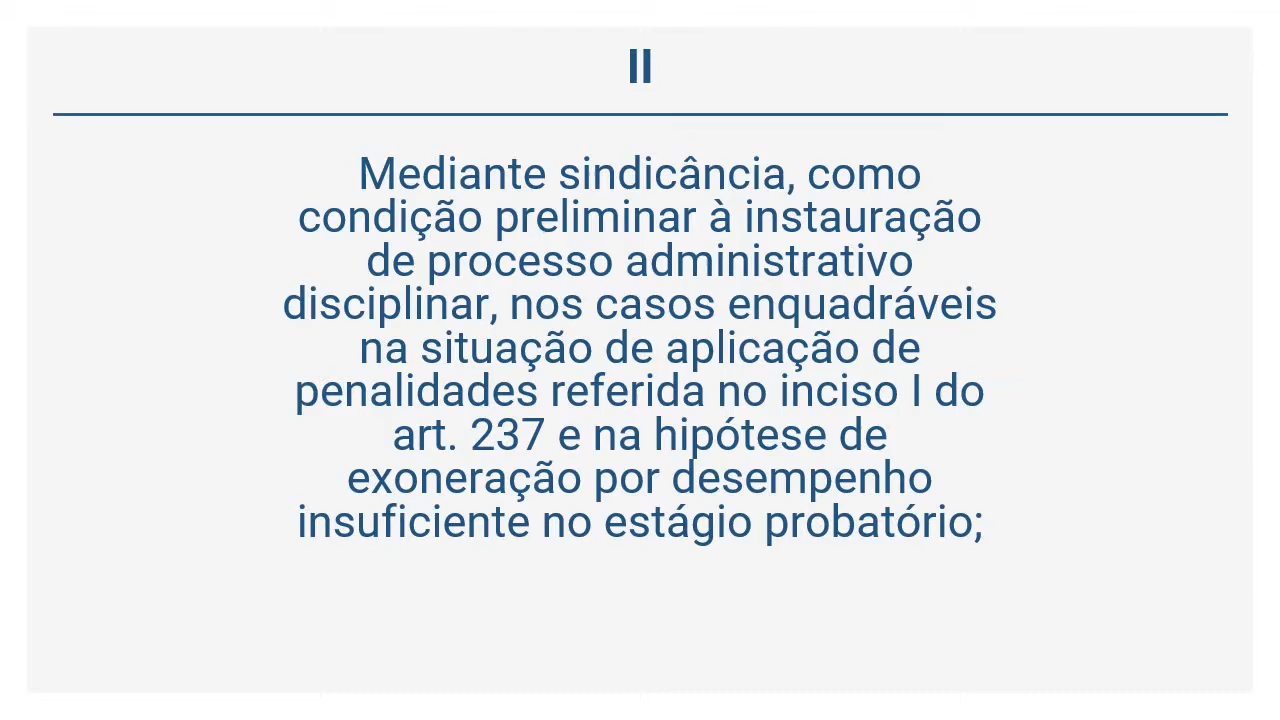 II
Mediante sindicância, como
condição preliminar à instauração
de processo administrativo
disciplinar, nos casos enquadráveis
na situação de aplicação de
penalidades referida no inciso I do
art. 237 e na hipótese de
exoneração por desempenho
insuficiente no estágio probatório;